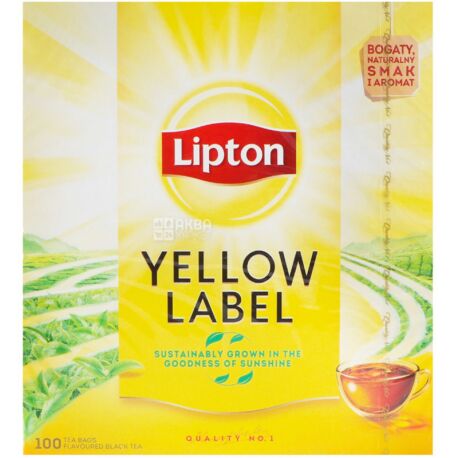 BOGATY,
NATURALNY
SMAK
I AROMAT
Lipton
АКВА
YELLOW
LABEL
SUSTAINABLY GROWN IN THE
GOODNESS OF SUNSHINE
100 TEA BAGS
FLAVOURED BLACK TEA
QUALITY NO.1